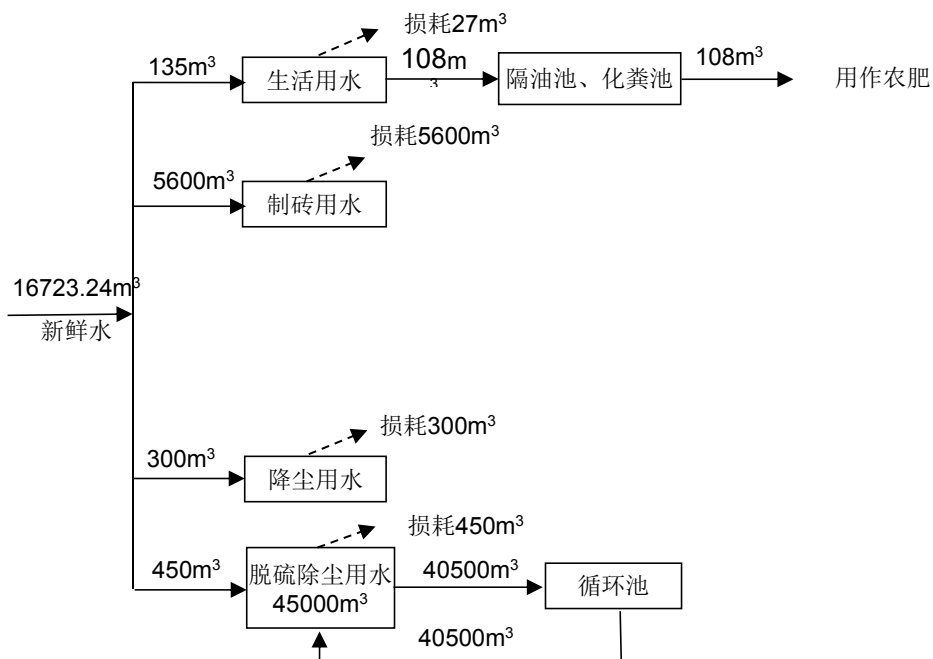 损耗27m³
135m³
生活用水
108m
3
隔油池、化粪池
108m³
用作农肥
损耗5600m³
5600m³
制砖用水
16723.24m³
新鲜水
损耗300m³
300m³
降尘用水
损耗450m³
450m³
脱硫除尘用水
45000m³
40500m³
循环池
40500m³